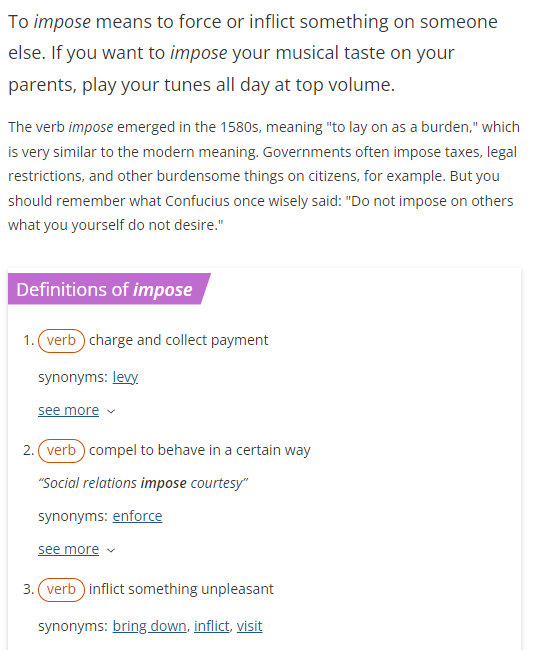 To impose means to force or inflict something on someone
else. If you want to impose your musical taste on your
parents, play your tunes all day at top volume.
The verb impose emerged in the 1580s, meaning "to lay on as a burden," which
is very similar to the modern meaning. Governments often impose taxes, legal
restrictions, and other burdensome things on citizens, for example. But you
should remember what Confucius once wisely said: "Do not impose on others
what you yourself do not desire."
Definitions of impose
1. verb charge and collect payment
synonyms: levy
see more
2. verb compel to behave in a certain way
“Social relations impose courtesy”
synonyms: enforce
see more
3. verb inflict something unpleasant
synonyms: bring down, inflict, visit